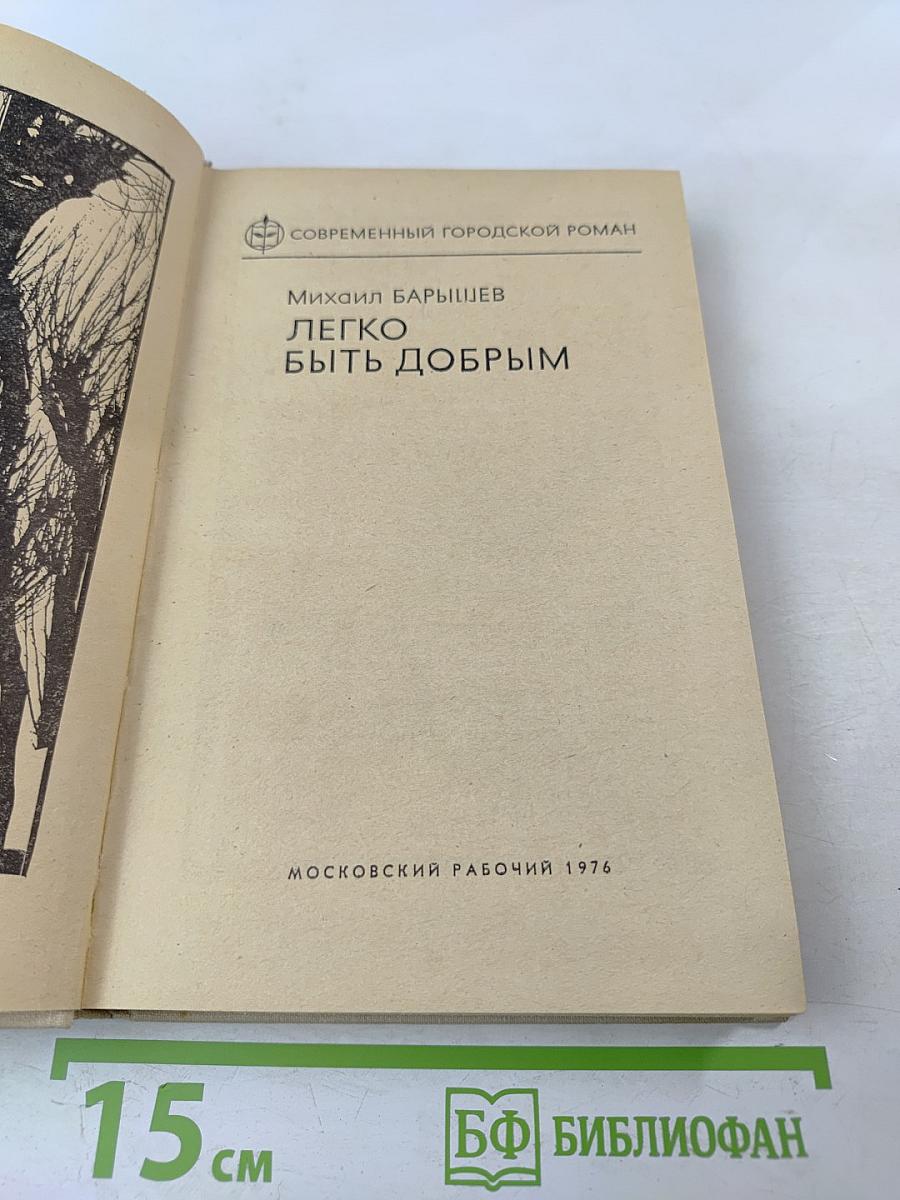 СОВРЕМЕННЫЙ ГОРОДСКОЙ РОМАН
Михаил БАРЫШЕВ
ЛЕГКО
БЫТЬ ДОБРЫМ
МОСКОВСКИЙ РАБОЧИЙ 1976
15 см
БФ БИБЛИОФАН